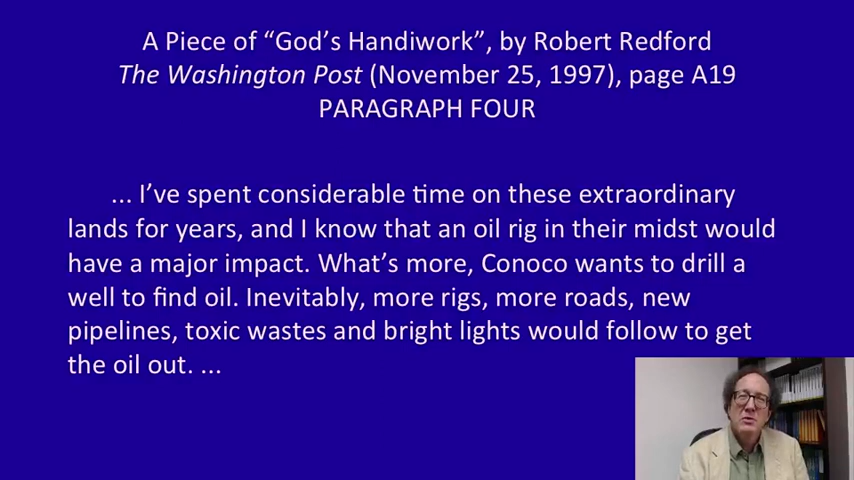 A Piece of “God’s Handiwork”, by Robert Redford
The Washington Post (November 25, 1997), page A19
PARAGRAPH FOUR
... I’ve spent considerable time on these extraordinary
lands for years, and I know that an oil rig in their midst would
have a major impact. What’s more, Conoco wants to drill a
well to find oil. Inevitably, more rigs, more roads, new
pipelines, toxic wastes and bright lights would follow to get
the oil out. ...